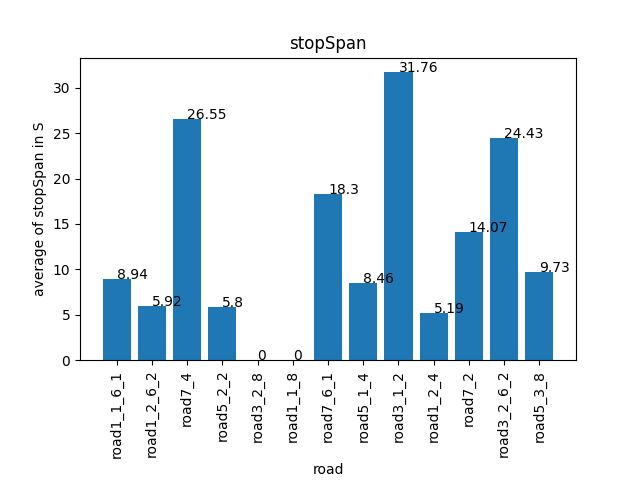 stopSpan
average of stopSpan in S
30
25
20
15
10
5
0
8.94
5.92
26.55
5.8
0
0
18.3
8.46
31.76
5.19
14.07
24.43
9.73
road1_1_6_1
road1_2_6_2
road7_4
road5_2_2
road3_2_8
road1_1_8
road7_6_1
road5_1_4
road3_1_2
road1_2_4
road7_2
road3_2_6_2
road5_3_8
road